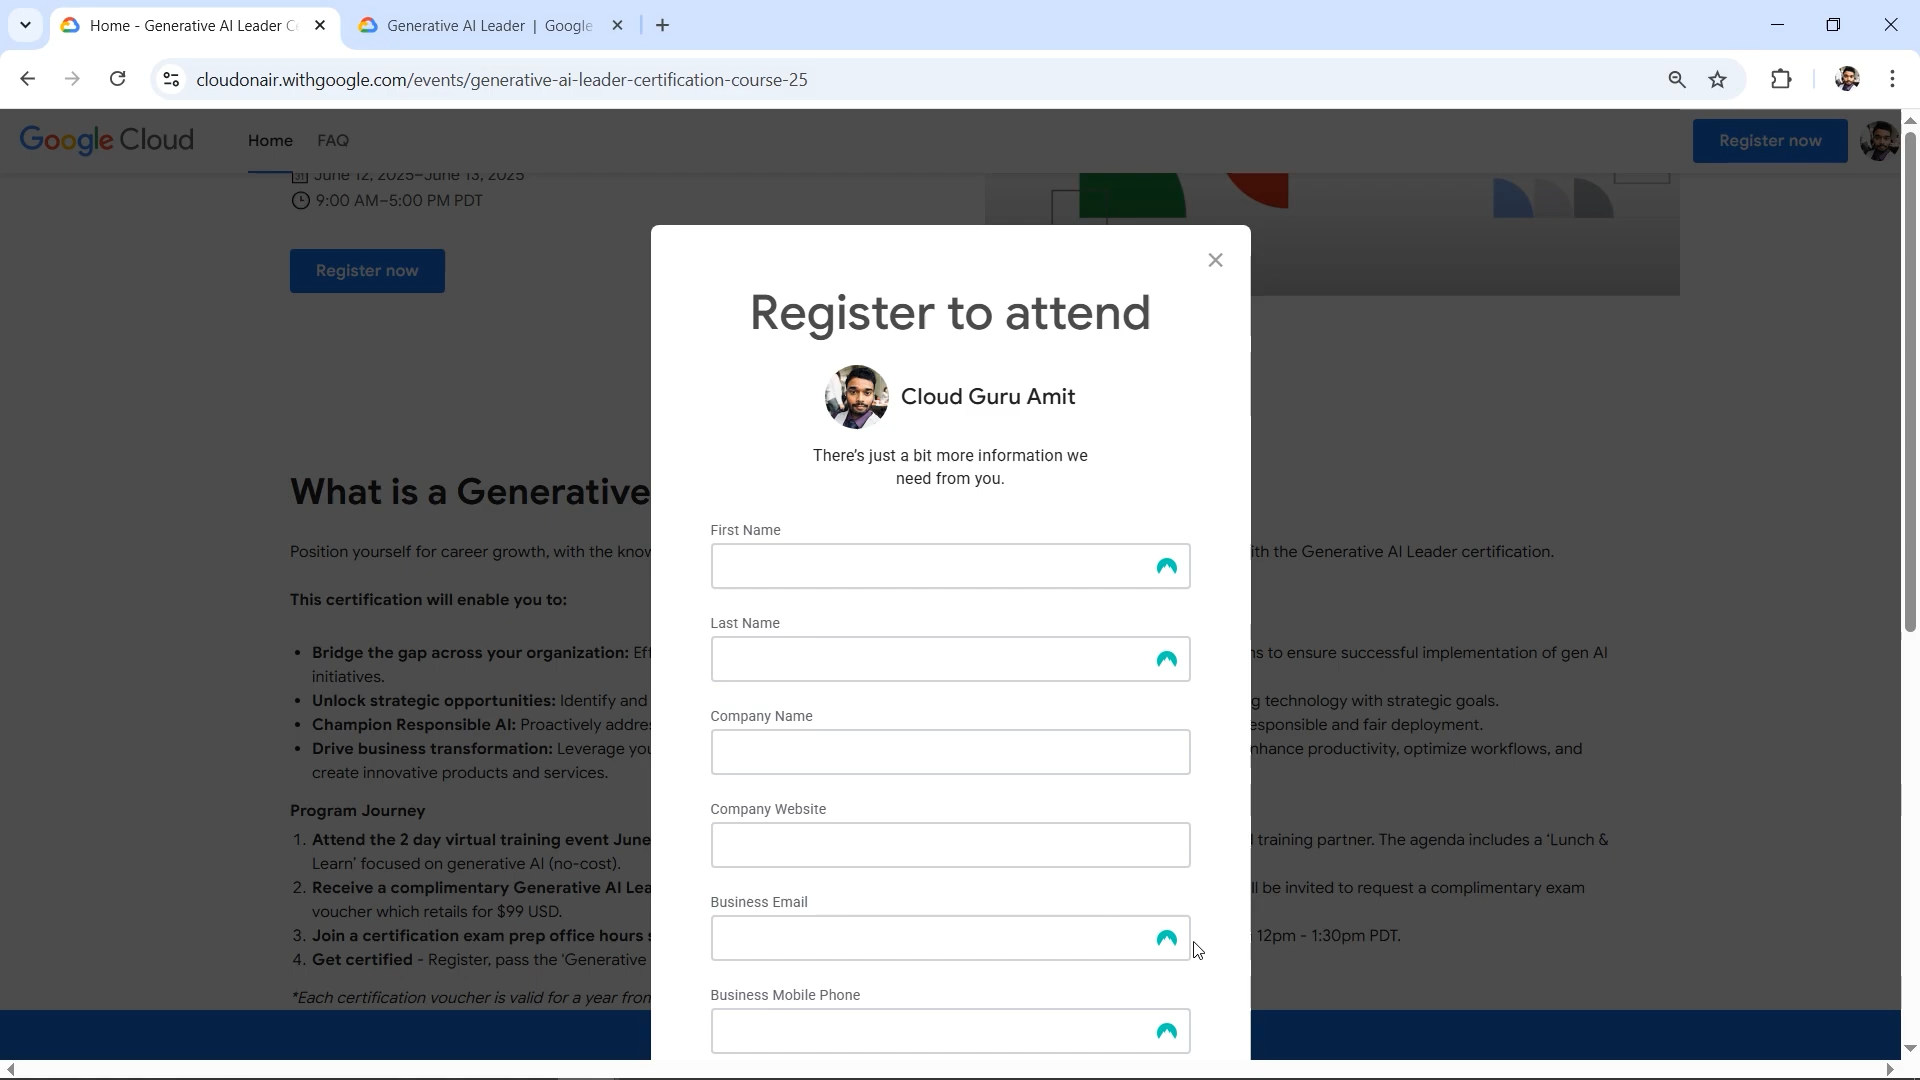 Home - Generative AI Leader C
Generative AI Leader | Google
cloudonair.withgoogle.com/events/generative-ai-leader-certification-course-25
Google Cloud
Home
FAQ
Register now
June 12, 2025–June 13, 2025
9:00 AM–5:00 PM PDT
Register now
Register to attend
Cloud Guru Amit
There's just a bit more information we
need from you.
First Name
Last Name
Company Name
Company Website
Business Email
Business Mobile Phone
What is a Generative
Position yourself for career growth, with the know
ith the Generative AI Leader certification.
This certification will enable you to:
• Bridge the gap across your organization: Eff
ns to ensure successful implementation of gen AI
initiatives.
• Unlock strategic opportunities: Identify and
g technology with strategic goals.
• Champion Responsible AI: Proactively addre
esponsible and fair deployment.
• Drive business transformation: Leverage you
nhance productivity, optimize workflows, and
create innovative products and services.
Program Journey
1. Attend the 2 day virtual training event June
l training partner. The agenda includes a ‘Lunch &
Learn’ focused on generative AI (no-cost).
2. Receive a complimentary Generative AI Lea
ll be invited to request a complimentary exam
voucher which retails for $99 USD.
3. Join a certification exam prep office hours s
12pm - 1:30pm PDT.
4. Get certified - Register, pass the ‘Generative
*Each certification voucher is valid for a year from